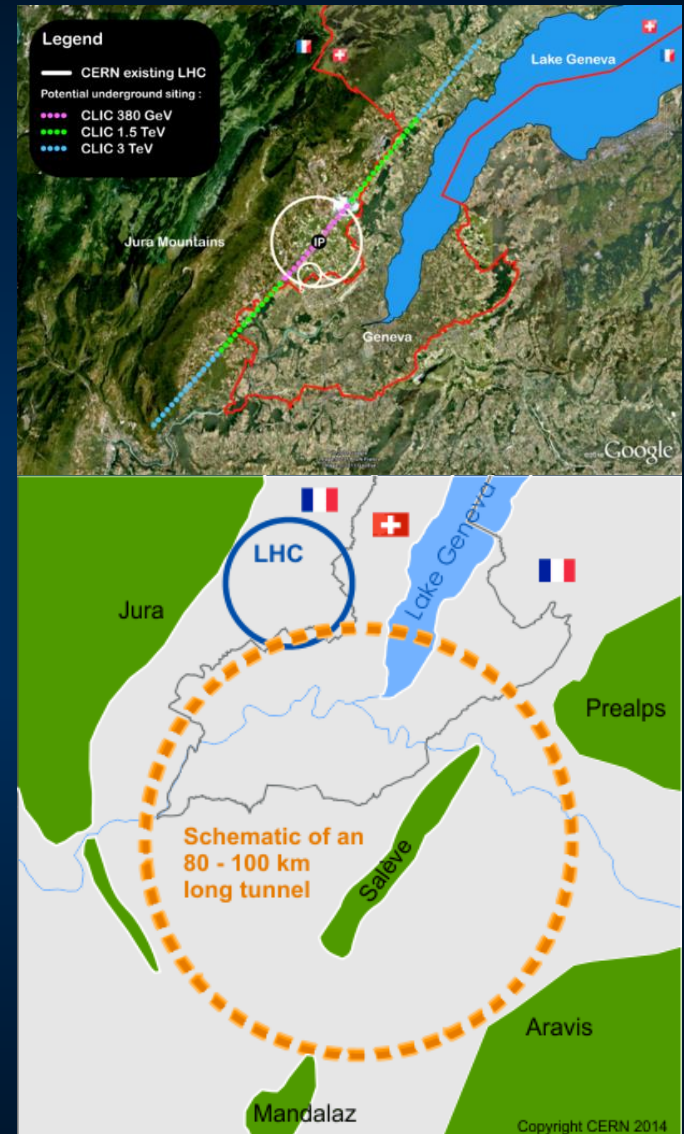 Legend
CERN existing LHC
Potential underground siting :
CLIC 380 GeV
CLIC 1.5 TeV
CLIC 3 TeV
Lake Geneva
Jura Mountains
IP
Geneva
Google
LHC
Lake Geneva
Jura
Prealps
Schematic of an
80 - 100 km
long tunnel
Salève
Aravis
Mandalaz
Copyright CERN 2014